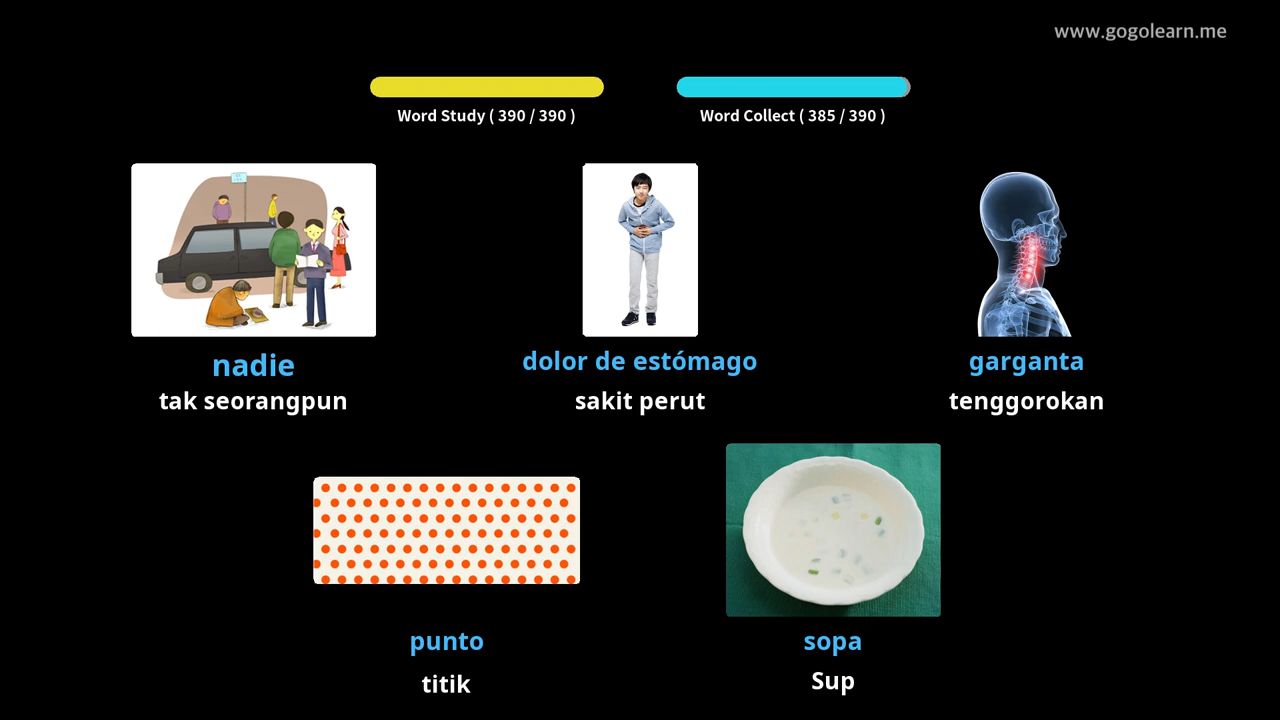 www.gogolearn.me
Word Study ( 390 / 390 )
Word Collect ( 385 / 390 )
nadie
tak seorangpun
dolor de estómago
sakit perut
garganta
tenggorokan
punto
titik
sopa
Sup